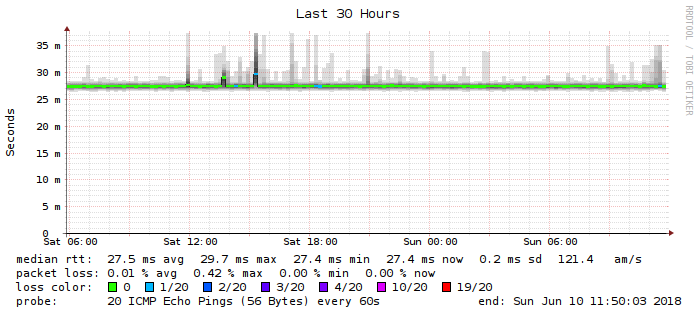 Last 30 Hours
RRDTOOL / TOBI OETIKER
Seconds
35 m
30 m
25 m
20 m
15 m
10 m
5 m
0
Sat 06:00 Sat 12:00 Sat 18:00 Sun 00:00 Sun 06:00
median rtt: 27.5 ms avg 29.7 ms max 27.4 ms min 27.4 ms now 0.2 ms sd 121.4 am/s
packet loss: 0.01 % avg 0.42 % max 0.00 % min 0.00 % now
loss color: 0 1/20 2/20 3/20 4/20 10/20 19/20
probe: 20 ICMP Echo Pings (56 Bytes) every 60s end: Sun Jun 10 11:50:03 2018